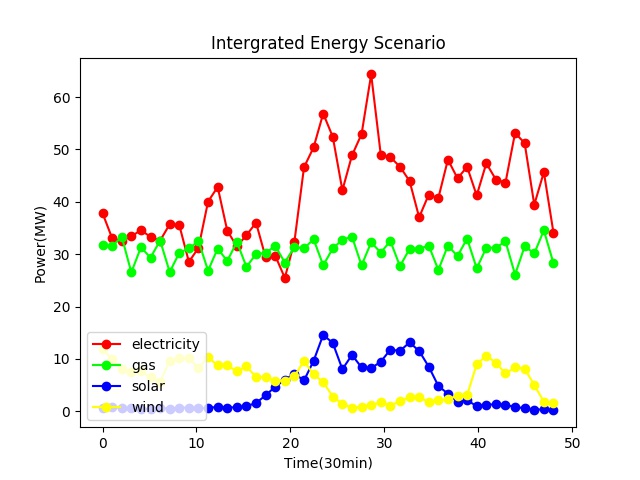 Intergrated Energy Scenario
Power(MW)
60
50
40
30
20
10
0
electricity
gas
solar
wind
0 10 20 30 40 50
Time(30min)